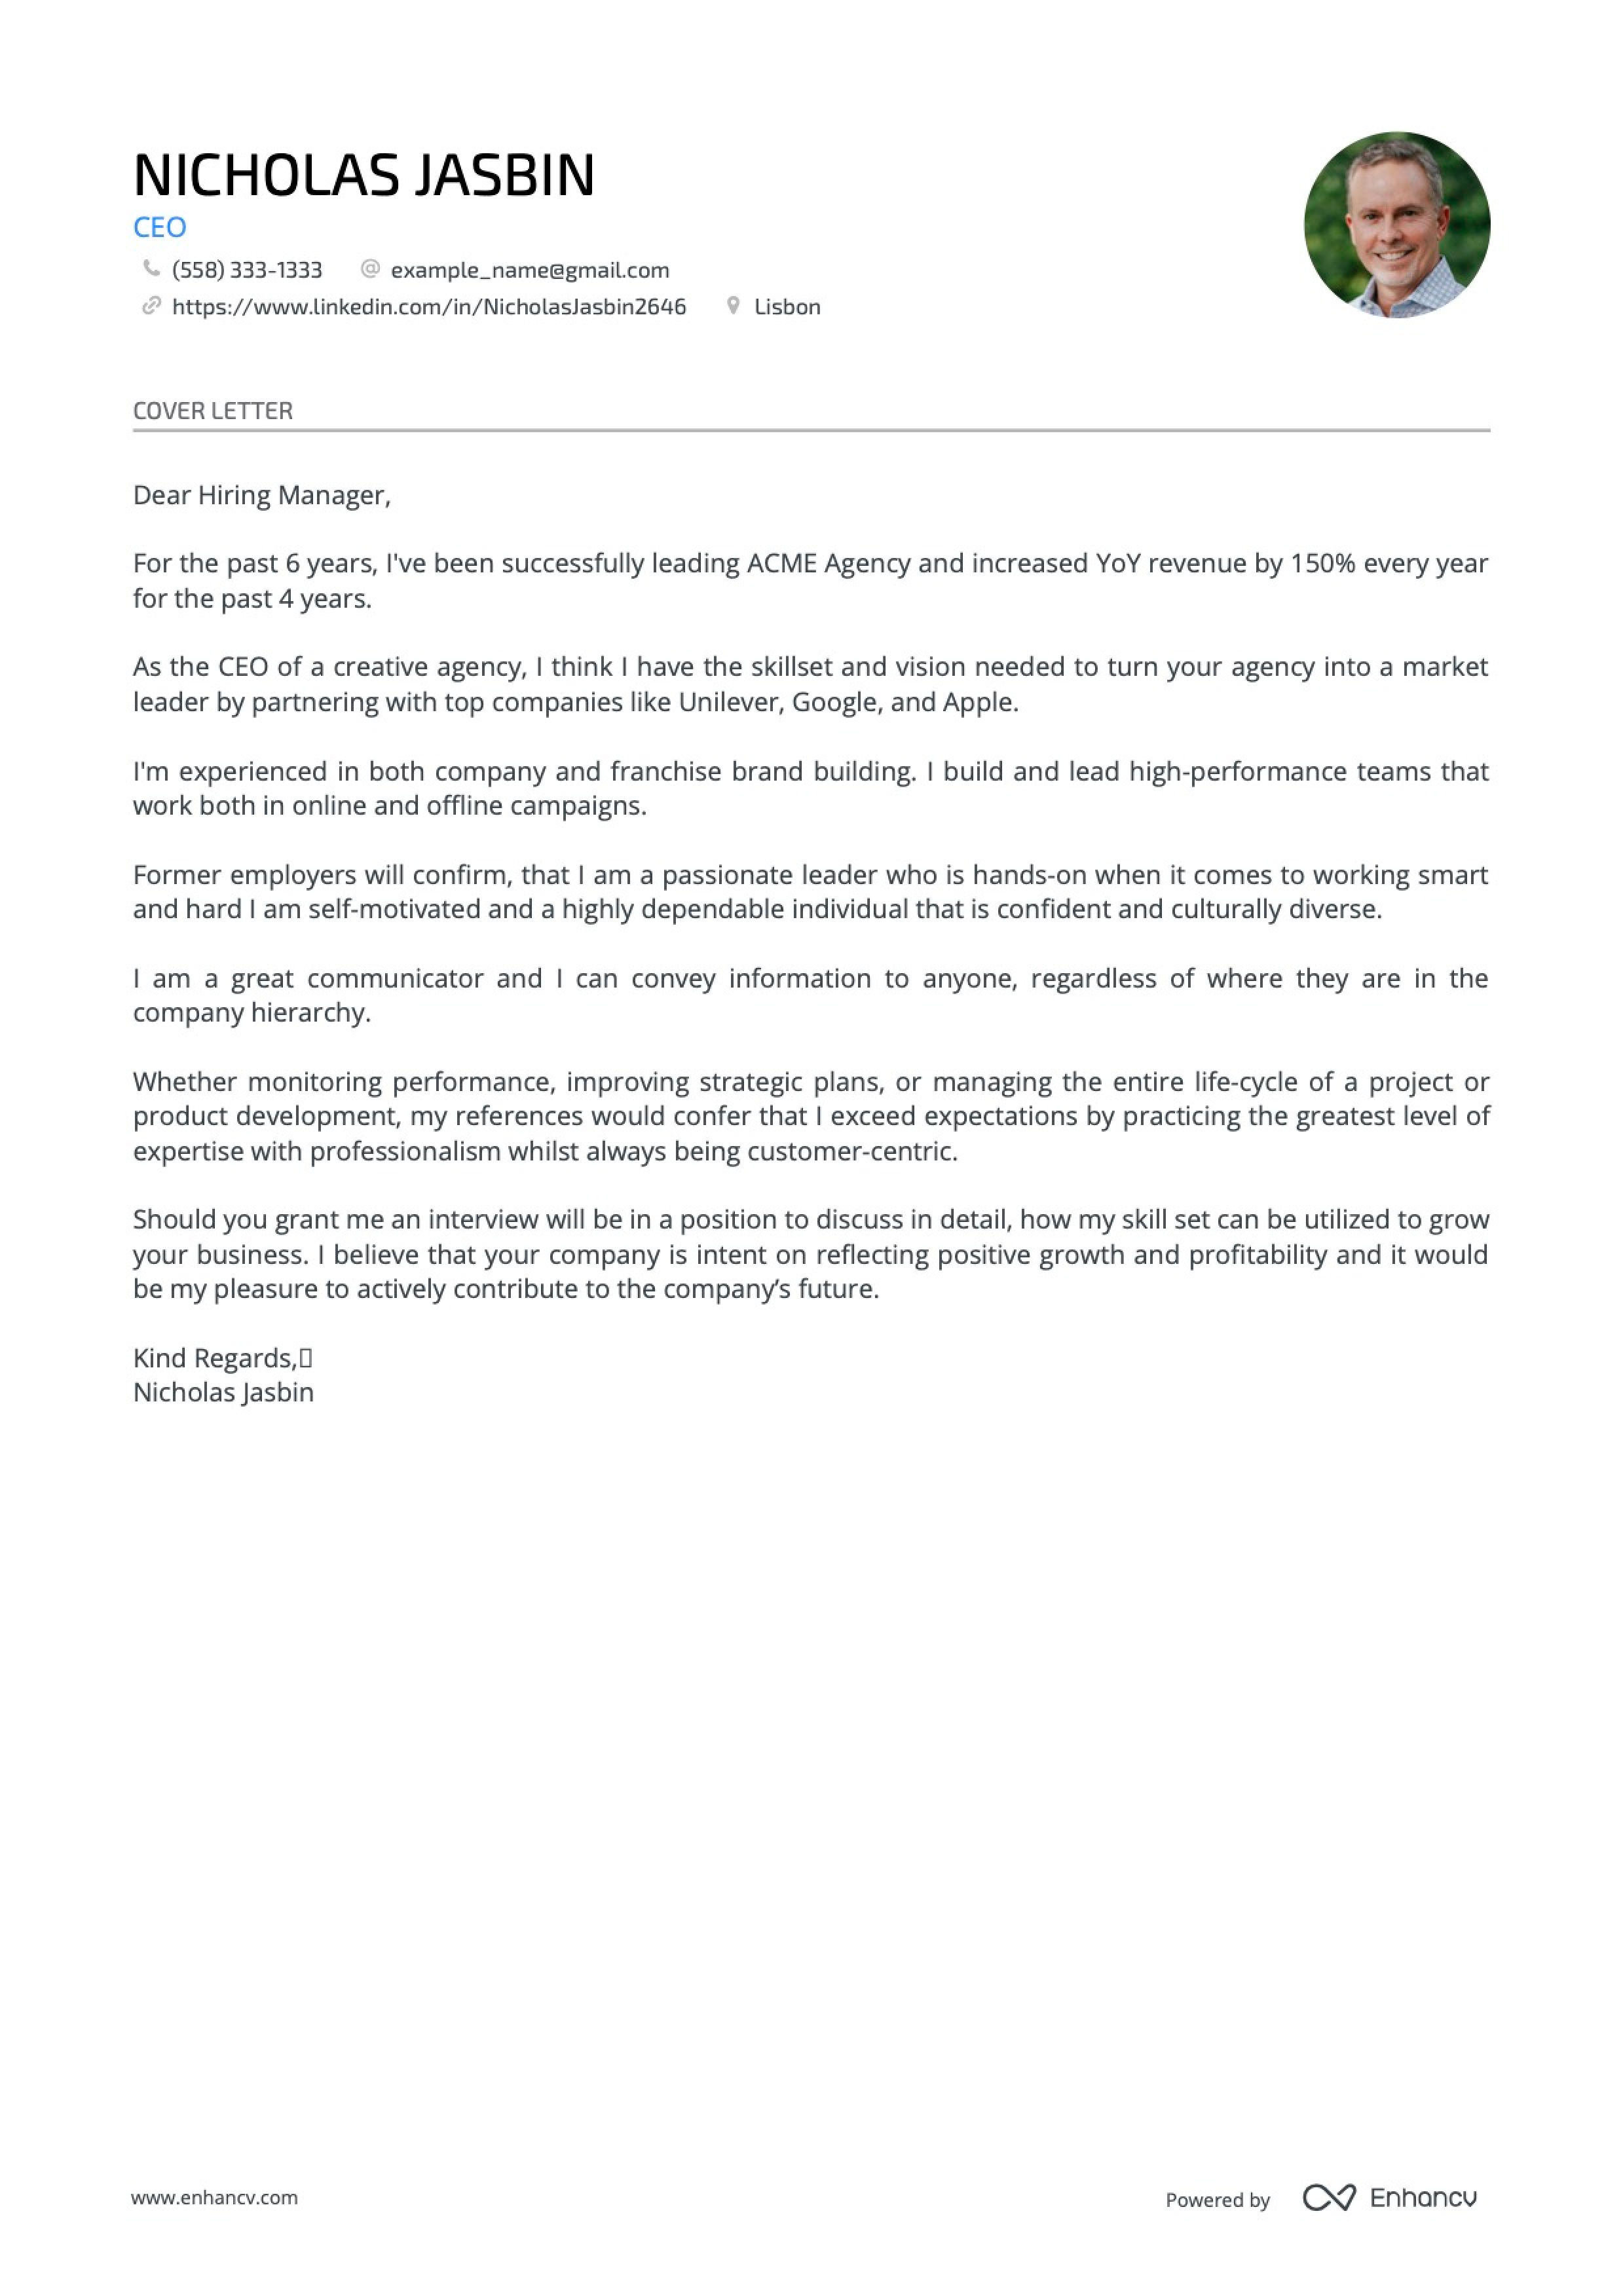 NICHOLAS JASBIN
CEO
(558) 333-1333 @ example_name@gmail.com
https://www.linkedin.com/in/NicholasJasbin2646 Lisbon
COVER LETTER
Dear Hiring Manager,
For the past 6 years, I've been successfully leading ACME Agency and increased YoY revenue by 150% every year
for the past 4 years.
As the CEO of a creative agency, I think I have the skillset and vision needed to turn your agency into a market
leader by partnering with top companies like Unilever, Google, and Apple.
I'm experienced in both company and franchise brand building. I build and lead high-performance teams that
work both in online and offline campaigns.
Former employers will confirm, that I am a passionate leader who is hands-on when it comes to working smart
and hard I am self-motivated and a highly dependable individual that is confident and culturally diverse.
I am a great communicator and I can convey information to anyone, regardless of where they are in the
company hierarchy.
Whether monitoring performance, improving strategic plans, or managing the entire life-cycle of a project or
product development, my references would confer that I exceed expectations by practicing the greatest level of
expertise with professionalism whilst always being customer-centric.
Should you grant me an interview will be in a position to discuss in detail, how my skill set can be utilized to grow
your business. I believe that your company is intent on reflecting positive growth and profitability and it would
be my pleasure to actively contribute to the company’s future.
Kind Regards,
Nicholas Jasbin
www.enhancv.com
Powered by Enhancv